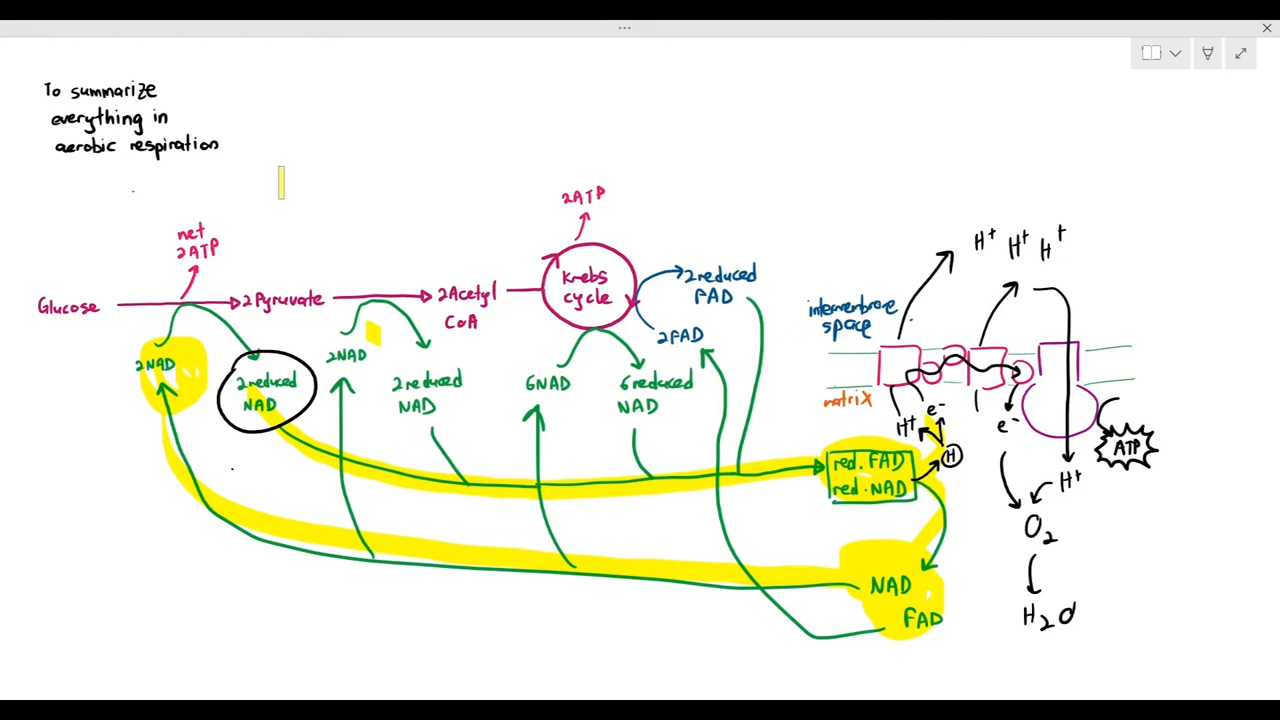 To summarize
everything in
aerobic respiration
net
2ATP
2ATP
Glucose
2Pyruvate
2Acetyl
CoA
Krebs
cycle
2reduced
FAD
2FAD
2NAD
2reduced
NAD
2NAD
2reduced
NAD
6NAD
6reduced
NAD
intermembrane
space
matrix
H+ H+ H+
H+
e-
H
e-
ATP
H+
red. FAD
red. NAD
O2
NAD
FAD
H2O